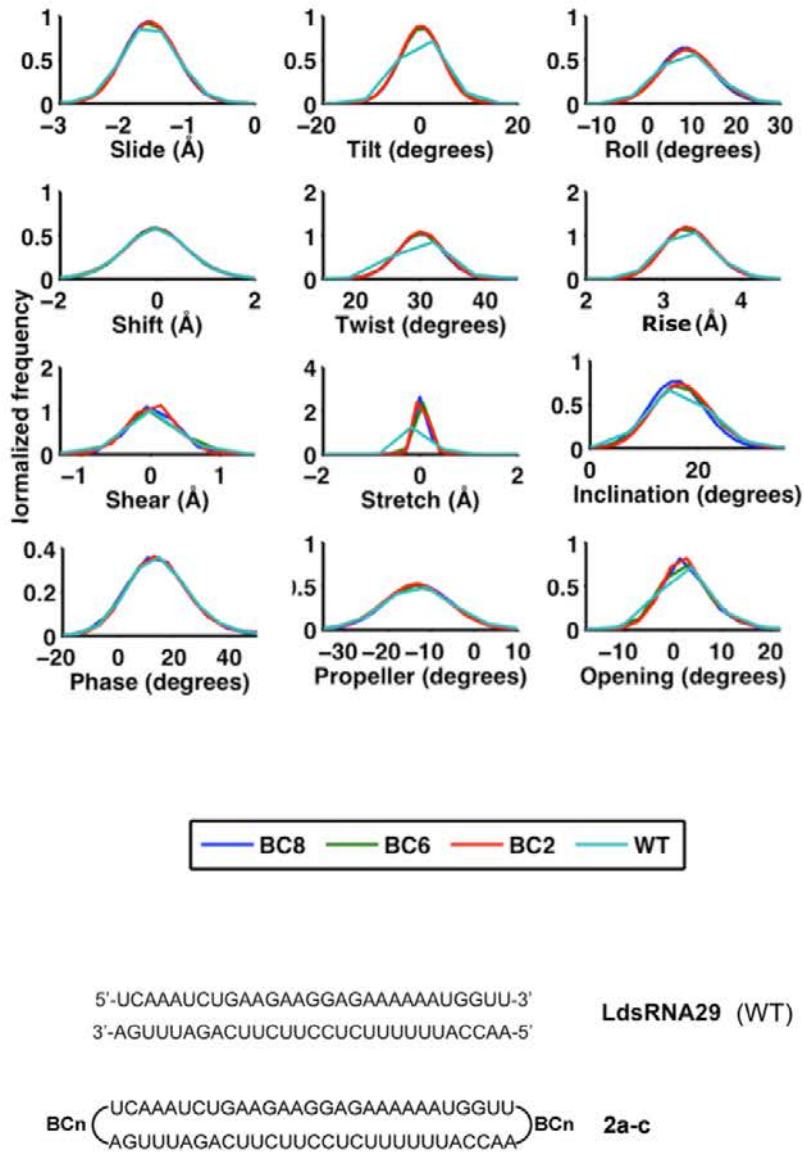 1
0.5
0
−3 −2 −1 0
Slide (Å)
1
0.5
0
−20 0 20
Tilt (degrees)
1
0.5
0
−10 0 10 20 30
Roll (degrees)
1
0.5
0
−2 0 2
Shift (Å)
2
1
0
20 30 40
Twist (degrees)
2
1
0
2 3 4
Rise (Å)
lormalized frequency
2
1
0
−1 0 1
Shear (Å)
4
2
0
−2 0 2
Stretch (Å)
1
0.5
0
0 20
Inclination (degrees)
0.4
0.2
0
−20 0 20 40
Phase (degrees)
1
).5
0
−30 −20 −10 0 10
Propeller (degrees)
1
0.5
0
−10 0 10 20
Opening (degrees)
BC8 BC6 BC2 WT
5'-UCAAAUCUGAAGAAGGAGAAAAAAUGGUU-3'
3'-AGUUUAGACUUCUUCCUCUUUUUUACCAA-5'
LdsRNA29 (WT)
UCAAAUCUGAAGAAGGAGAAAAAAUGGUU
BCn BCn 2a-c
AGUUUAGACUUCUUCCUCUUUUUUACCAA